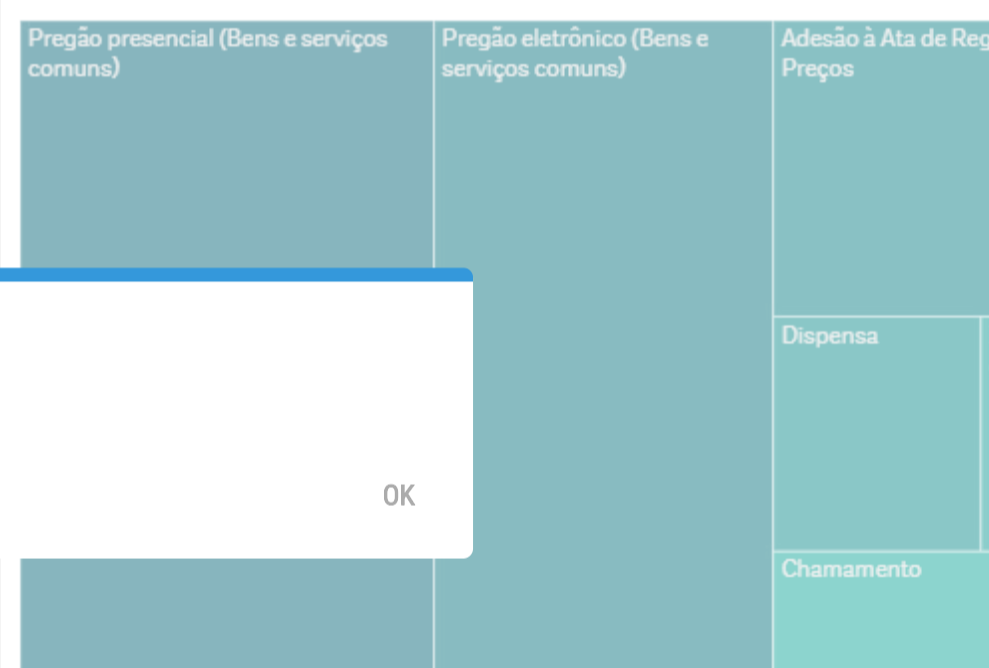 Pregão presencial (Bens e serviços
comuns)
Pregão eletrônico (Bens e
serviços comuns)
Adesão à Ata de Reg
Preços
Dispensa
OK
Chamamento